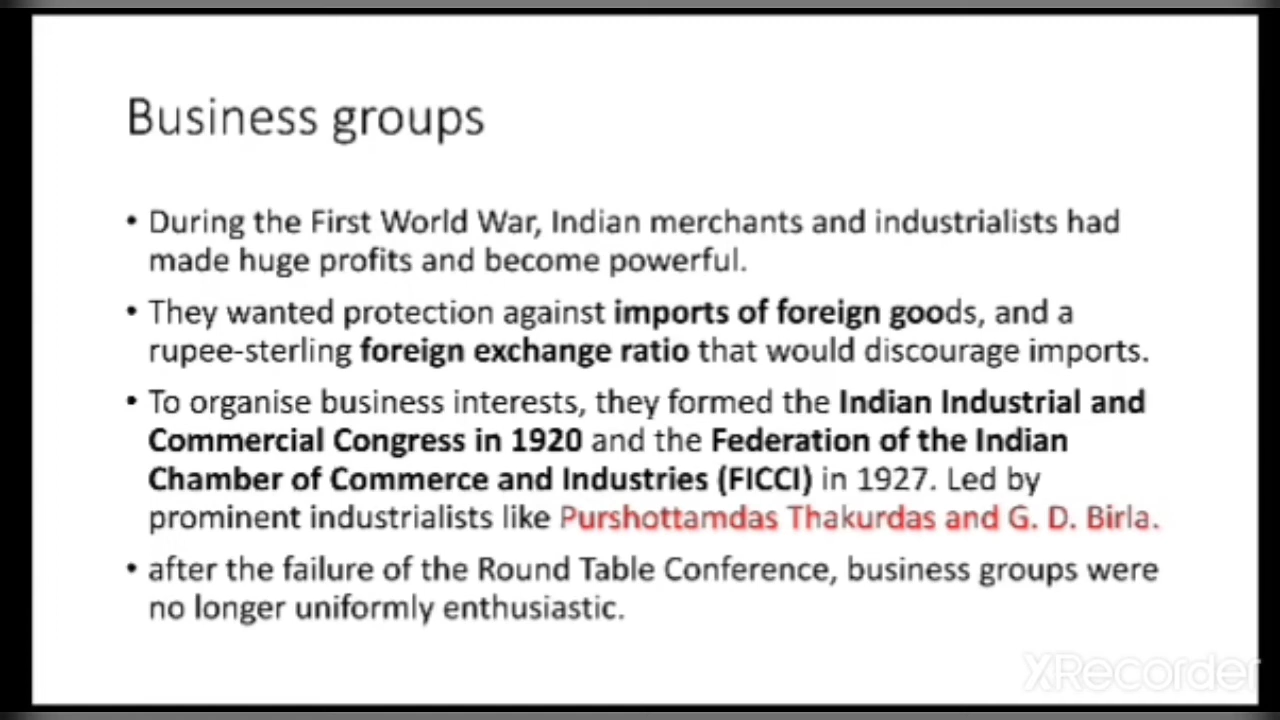 Business groups
• During the First World War, Indian merchants and industrialists had
made huge profits and become powerful.
• They wanted protection against imports of foreign goods, and a
rupee-sterling foreign exchange ratio that would discourage imports.
• To organise business interests, they formed the Indian Industrial and
Commercial Congress in 1920 and the Federation of the Indian
Chamber of Commerce and Industries (FICCI) in 1927. Led by
prominent industrialists like Purshottamdas Thakurdas and G. D. Birla.
• after the failure of the Round Table Conference, business groups were
no longer uniformly enthusiastic.
XRecorder